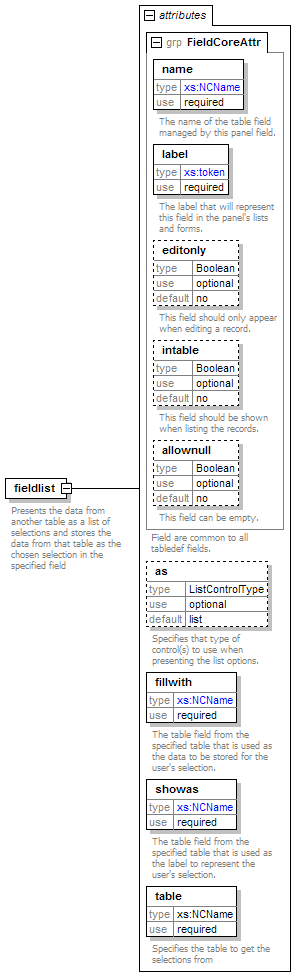 attributes
grp FieldCoreAttr
name
type xs:NCName
use required
The name of the table field
managed by this panel field.
label
type xs:token
use required
The label that will represent
this field in the panel's lists
and forms.
editonly
type Boolean
use optional
default no
This field should only appear
when editing a record.
intable
type Boolean
use optional
default no
This field should be shown
when listing the records.
allownull
type Boolean
use optional
default no
This field can be empty.
Field are common to all
tabledef fields.
fieldlist
Presents the data from
another table as a list of
selections and stores the
data from that table as the
chosen selection in the
specified field
as
type ListControlType
use optional
default list
Specifies that type of
control(s) to use when
presenting the list options.
fillwith
type xs:NCName
use required
The table field from the
specified table that is used as
the data to be stored for the
user's selection.
showas
type xs:NCName
use required
The table field from the
specified table that is used as
the label to represent the
user's selection.
table
type xs:NCName
use required
Specifies the table to get the
selections from